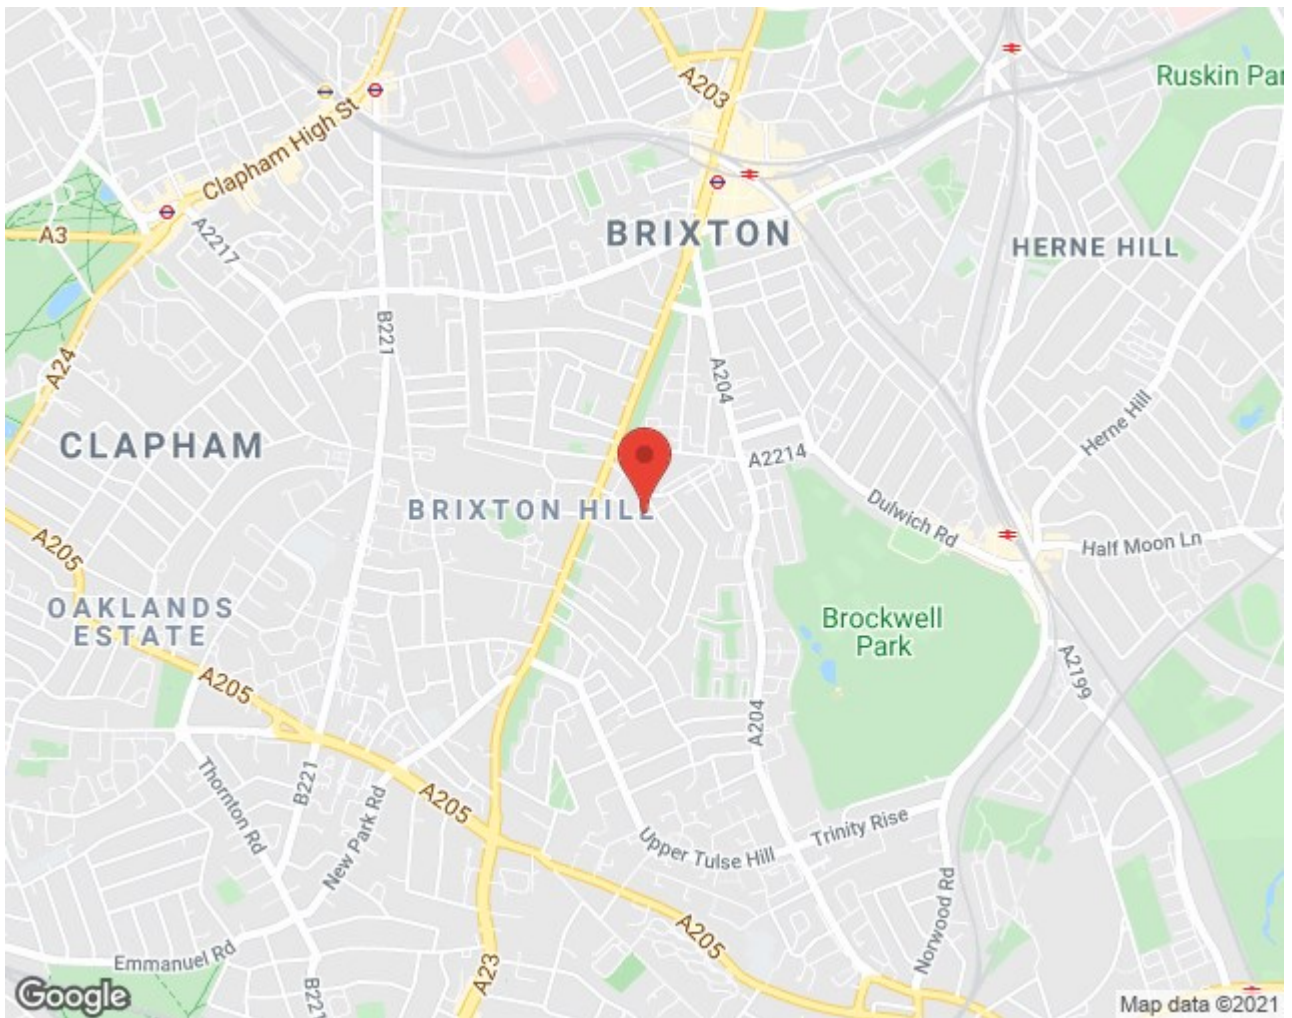 Ruskin Par
A203
Clapham High St
A3
A2217
BRIXTON
HERNE HILL
B221
A24
A204
Herne Hill
CLAPHAM
A2214
BRIXTON HILL
Dulwich Rd
A205
Half Moon Ln
OAKLANDS
ESTATE
Brockwell
Park
A205
A2199
A204
Thornton Rd
B221
New Park Rd
A205
Upper Tulse Hill
Trinity Rise
Norwood Rd
A205
Emmanuel Rd
A23
B221
Google
Map data ©2021